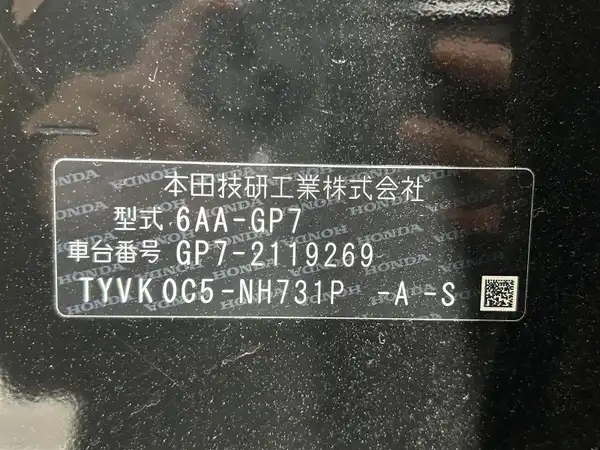 本田技研工業株式会社
型式 6AA-GP7
車台番号 GP7-2119269
TYVK0C5-NH731P -A-S